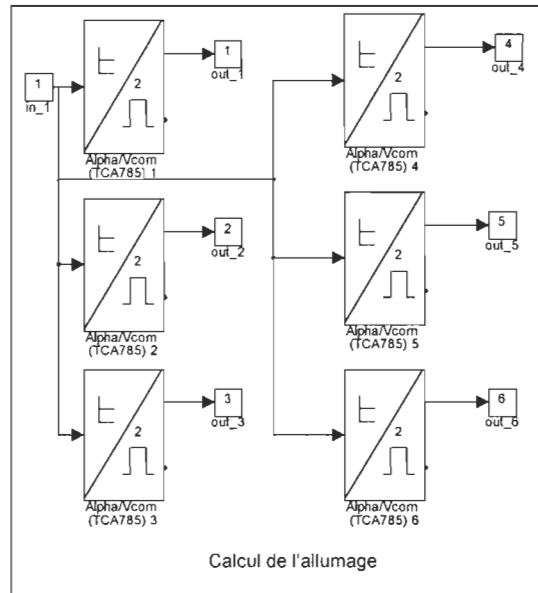 1
in_1
2
Alpha/Vcom
(TCA785) 1
1
out_1
2
Alpha/Vcom
(TCA785) 2
2
out_2
2
Alpha/Vcom
(TCA785) 3
3
out_3
2
Alpha/Vcom
(TCA785) 4
4
out_4
2
Alpha/Vcom
(TCA785) 5
5
out_5
2
Alpha/Vcom
(TCA785) 6
6
out_6
Calcul de l'allumage